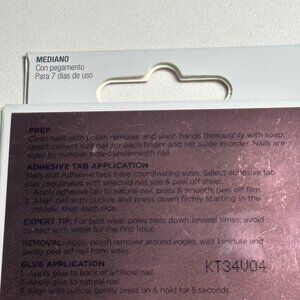 MEDIANO
Con pegamento
Para 7 días de uso
PREP
Clean nails with polish remover and wash hands thoroughly with soap,
select correct size nail for each finger and set aside in order. Nails are
sized by number noted underneath nail.
ADHESIVE TAB APPLICATION
Nails and Adhesive tabs have coordinating sizes. Select adhesive tab
that coordinates with selected nail size & peel off sheet.
1. Apply adhesive tab to natural nail, press & smooth; peel off film.
2. Align nail with cuticle and press down firmly starting in the
middle, then each side.
EXPERT TIP: For best wear, press nails down several times; avoid
contact with water for the first hour.
REMOVAL: Apply polish remover around edges, wait 1 minute and
gently peel off nail from sides.
KT34V04
GLUE APPLICATION
1. Apply glue to back of artificial nail.
2. Apply glue to natural nail.
3. Align with cuticle, gently press on & hold for 5 seconds.